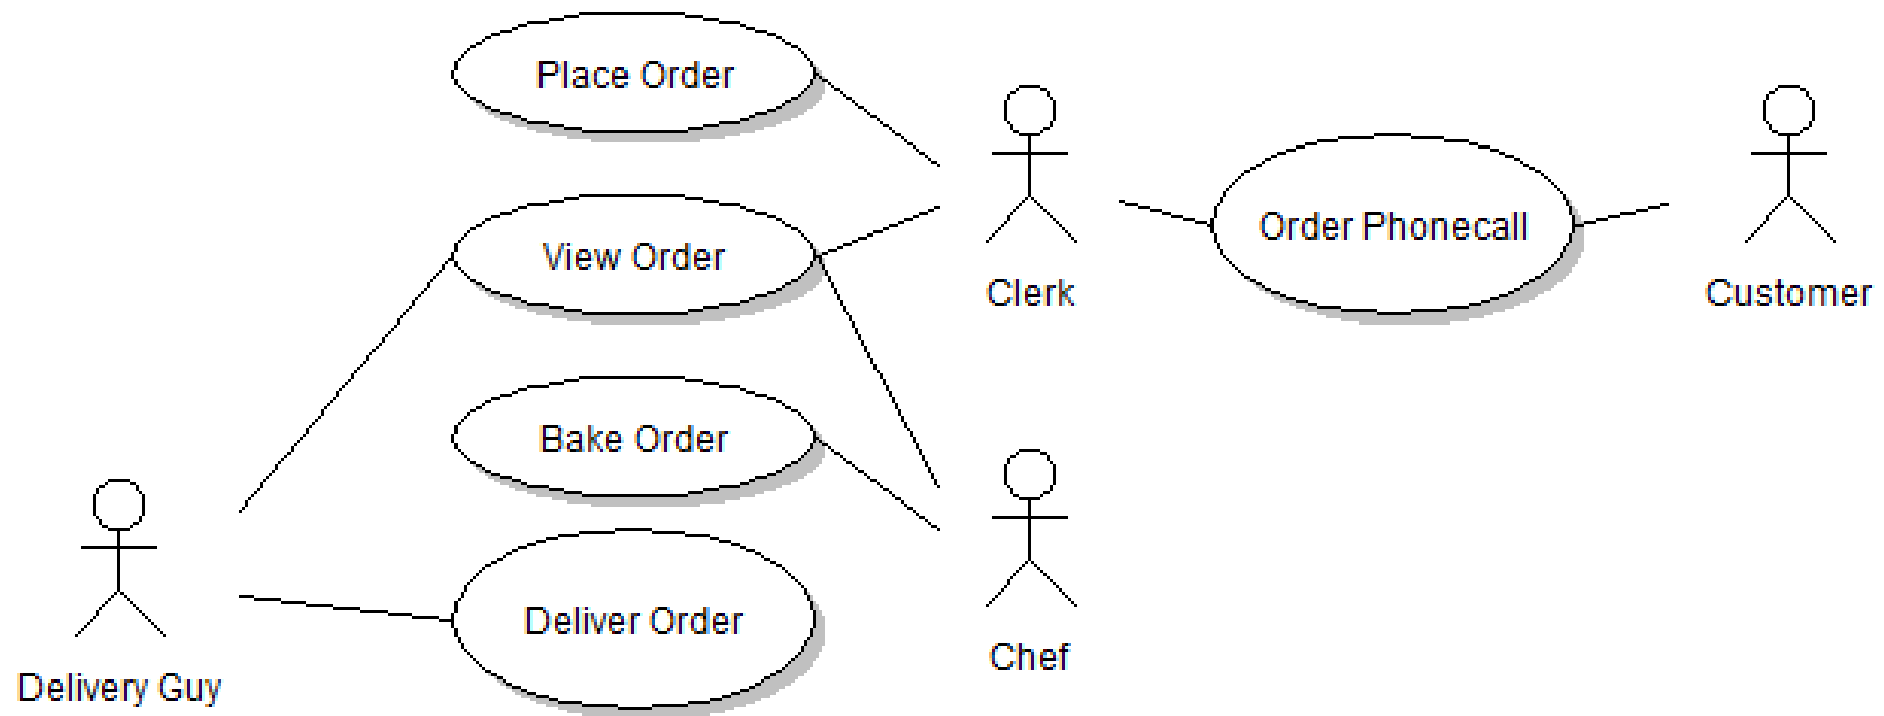 Place Order
View Order
Order Phonecall
Clerk
Customer
Bake Order
Deliver Order
Chef
Delivery Guy